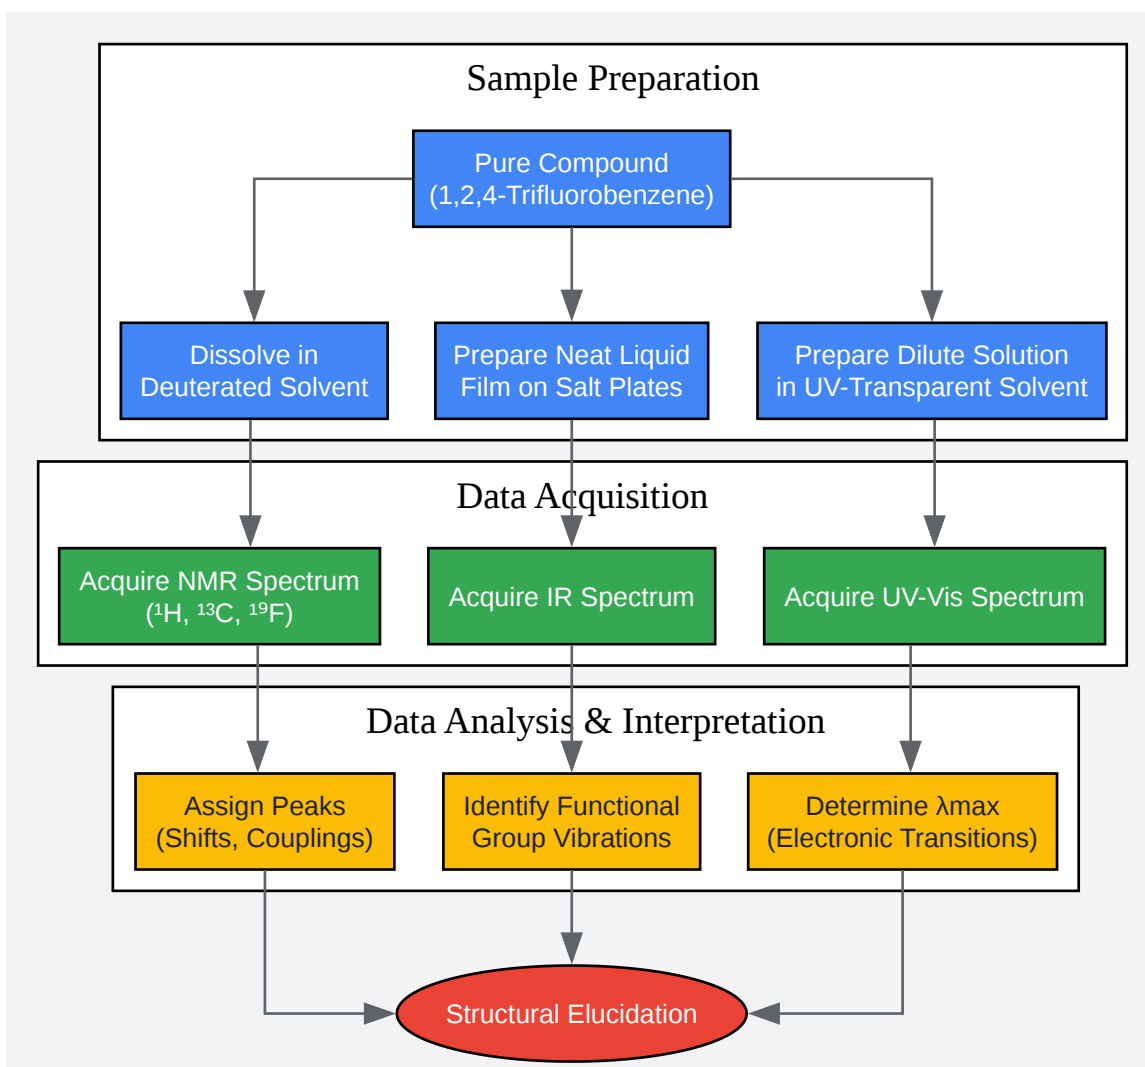 Sample Preparation
Pure Compound
(1,2,4-Trifluorobenzene)
Dissolve in
Deuterated Solvent
Prepare Neat Liquid
Film on Salt Plates
Prepare Dilute Solution
in UV-Transparent Solvent
Data Acquisition
Acquire NMR Spectrum
(¹H, ¹³C, ¹⁹F)
Acquire IR Spectrum
Acquire UV-Vis Spectrum
Data Analysis & Interpretation
Assign Peaks
(Shifts, Couplings)
Identify Functional
Group Vibrations
Determine λmax
(Electronic Transitions)
Structural Elucidation